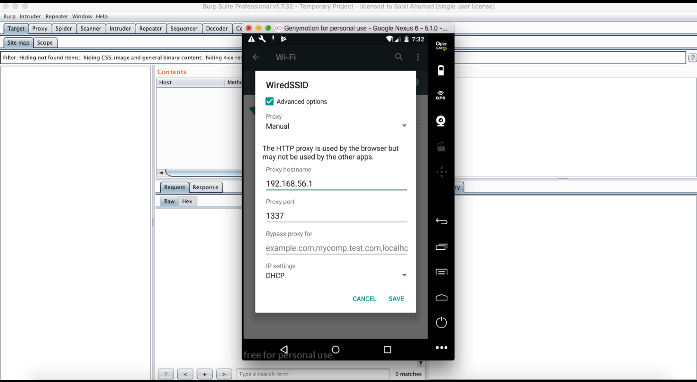 Burp Suite Professional v1.7.32 - Temporary Project - licensed to Sahil Ahamad [single user license]
Burp Intruder Repeater Window Help
Target Proxy Spider Scanner Intruder Repeater Sequencer Decoder
Site map Scope
Filter: Hiding not found items; hiding CSS, image and general binary content; hiding 4xx
?
Contents
Host Metho
Request Response
Raw Hex
? < + > Type a search term 0 matches
Genymotion for personal use - Google Nexus 6 - 5.1.0
7:32
Wi-Fi
WiredSSID
Advanced options
Proxy
Manual
The HTTP proxy is used by the browser but
may not be used by the other apps.
Proxy hostname
192.168.56.1
Proxy port
1337
Bypass proxy for
example.com,mycomp.test.com,localhc
IP settings
DHCP
CANCEL SAVE
free for personal use
GPS